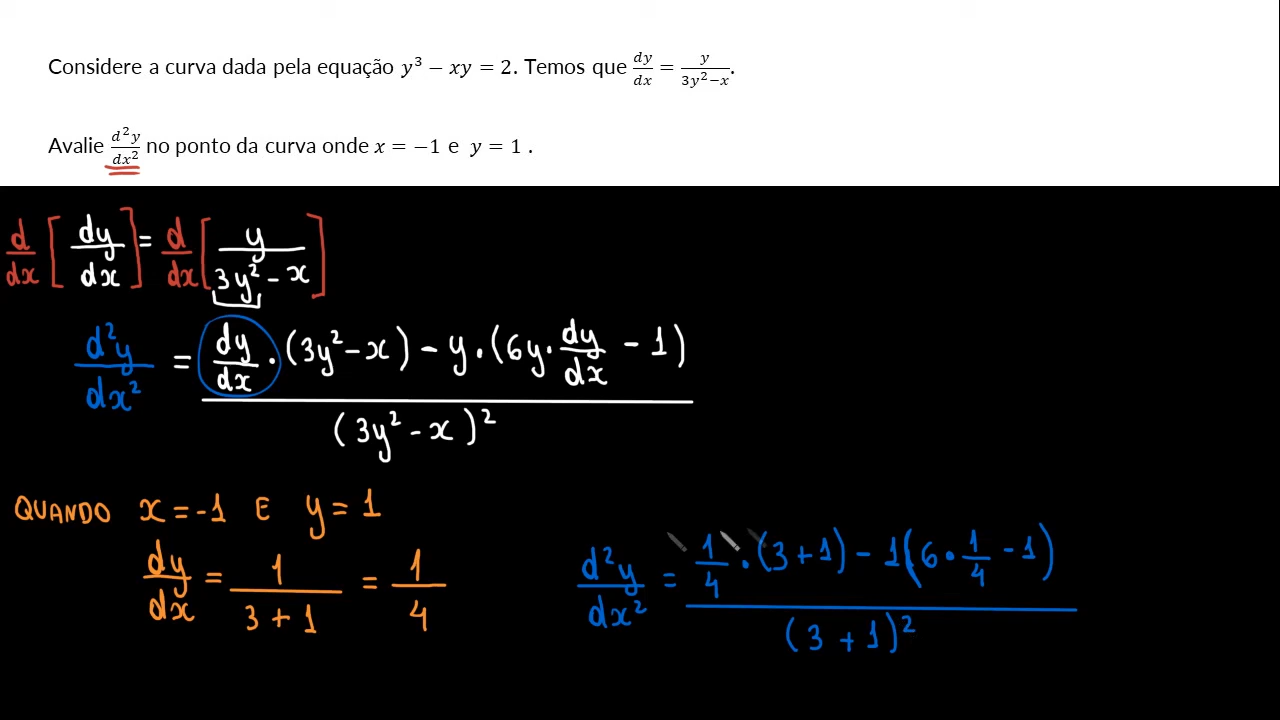 Considere a curva dada pela equação y³ − xy = 2. Temos que dy/dx = y/(3y²−x).
Avalie d²y/dx² no ponto da curva onde x = −1 e y = 1 .
d/dx [ dy/dx ] = d/dx [ y/(3y² − x) ]
d²y/dx² = (dy/dx · (3y² − x) − y · (6y · dy/dx − 1))/(3y² − x)²
QUANDO x = -1 E y = 1
dy/dx = 1/(3 + 1) = 1/4
d²y/dx² = (1/4 · (3 + 1) − 1(6 · 1/4 − 1))/(3 + 1)²